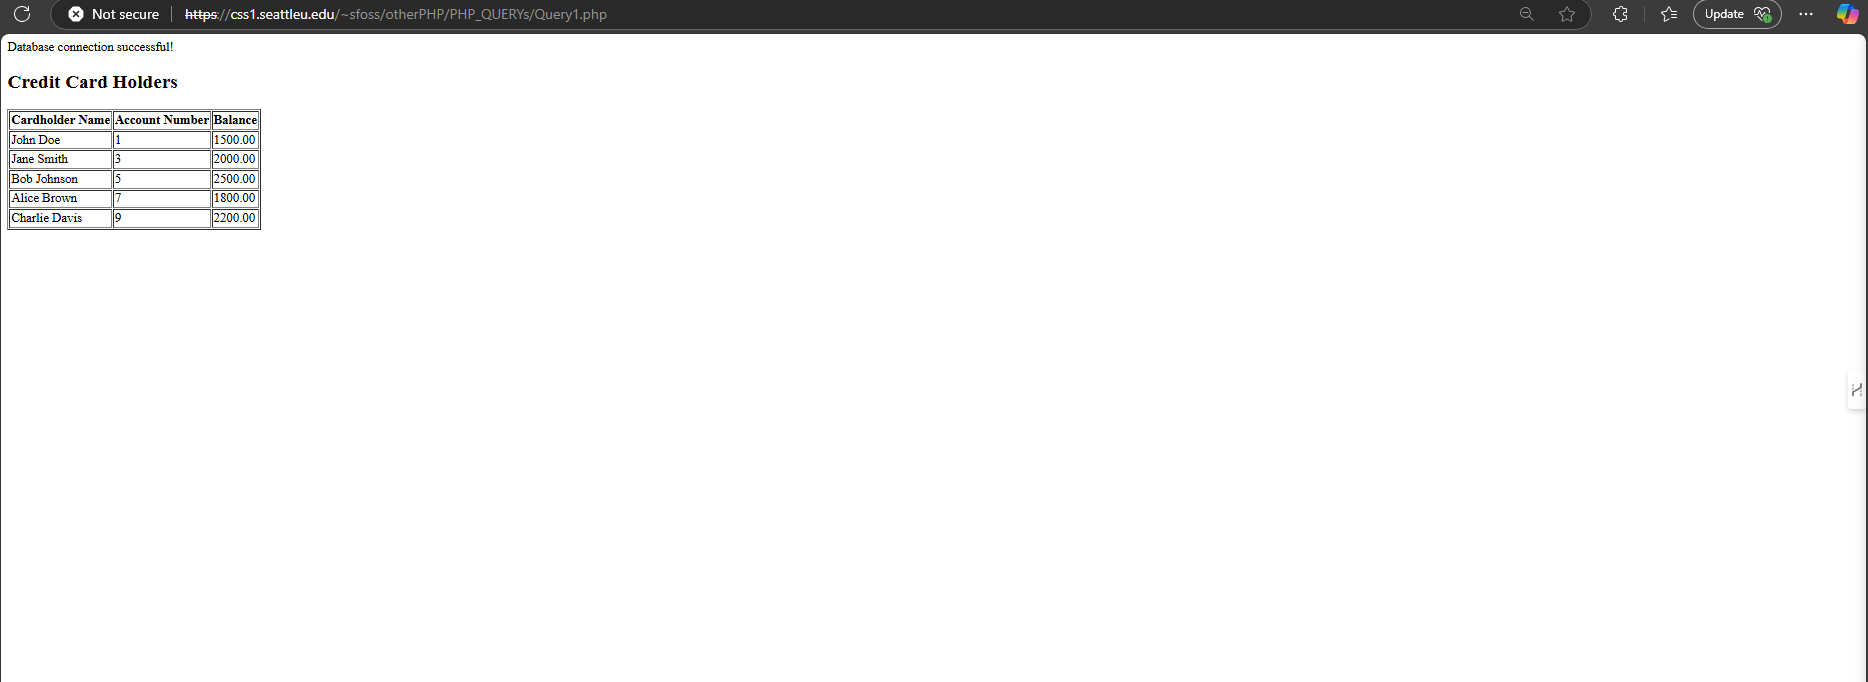 Not secure https://css1.seattleu.edu/~sfoss/otherPHP/PHP_QUERYs/Query1.php Update
Database connection successful!
Credit Card Holders
Cardholder Name Account Number Balance
John Doe 1 1500.00
Jane Smith 3 2000.00
Bob Johnson 5 2500.00
Alice Brown 7 1800.00
Charlie Davis 9 2200.00